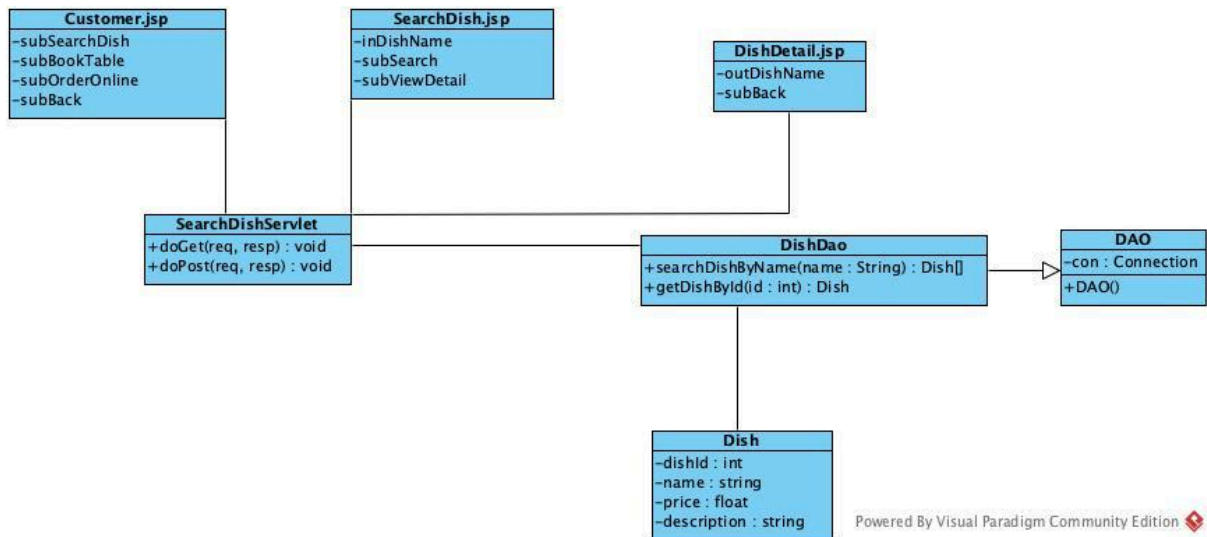 Customer.jsp
-subSearchDish
-subBookTable
-subOrderOnline
-subBack
SearchDish.jsp
-inDishName
-subSearch
-subViewDetail
DishDetail.jsp
-outDishName
-subBack
SearchDishServlet
+doGet(req, resp) : void
+doPost(req, resp) : void
DishDao
+searchDishByName(name : String) : Dish[]
+getDishById(id : int) : Dish
DAO
-con : Connection
+DAO()
Dish
-dishId : int
-name : string
-price : float
-description : string
Powered By Visual Paradigm Community Edition